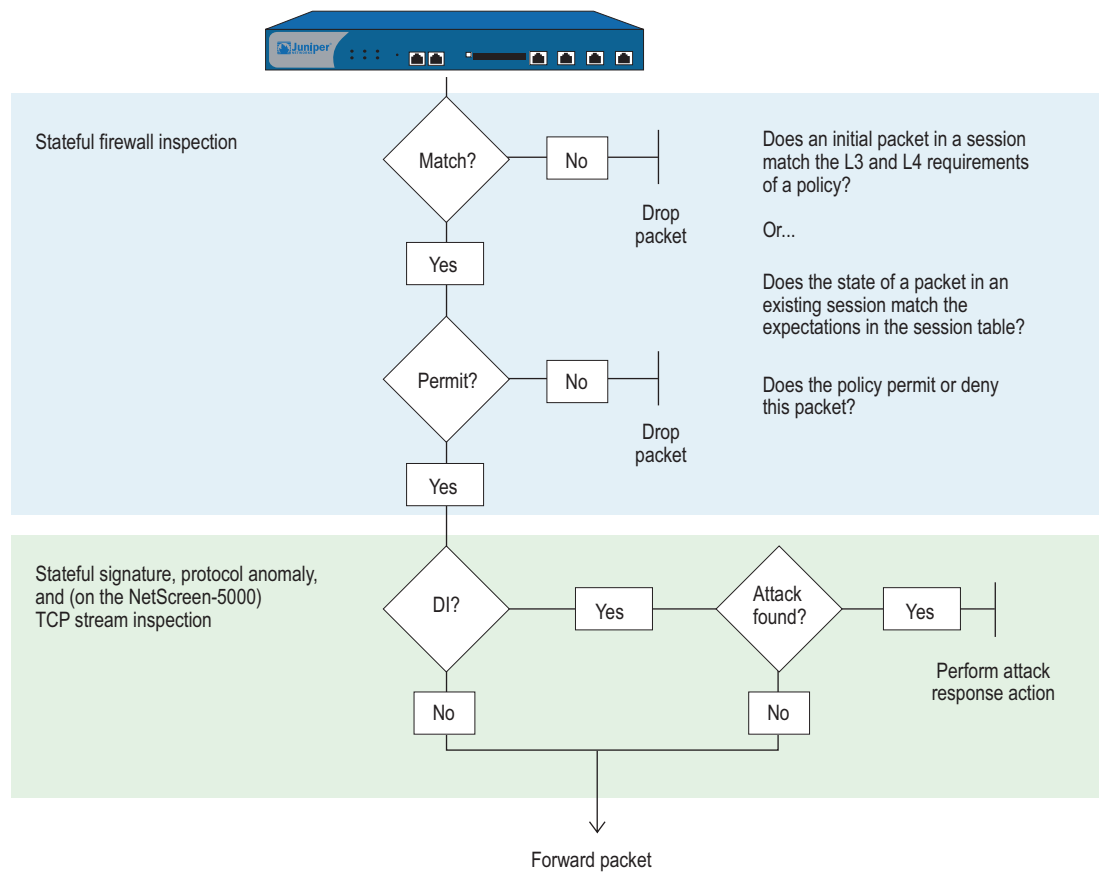 Juniper
Stateful firewall inspection
Match?
No
Drop
packet
Does an initial packet in a session
match the L3 and L4 requirements
of a policy?
Or...
Does the state of a packet in an
existing session match the
expectations in the session table?
Yes
Permit?
No
Drop
packet
Does the policy permit or deny
this packet?
Yes
Stateful signature, protocol anomaly,
and (on the NetScreen-5000)
TCP stream inspection
DI?
Yes
Attack
found?
Yes
Perform attack
response action
No
No
Forward packet